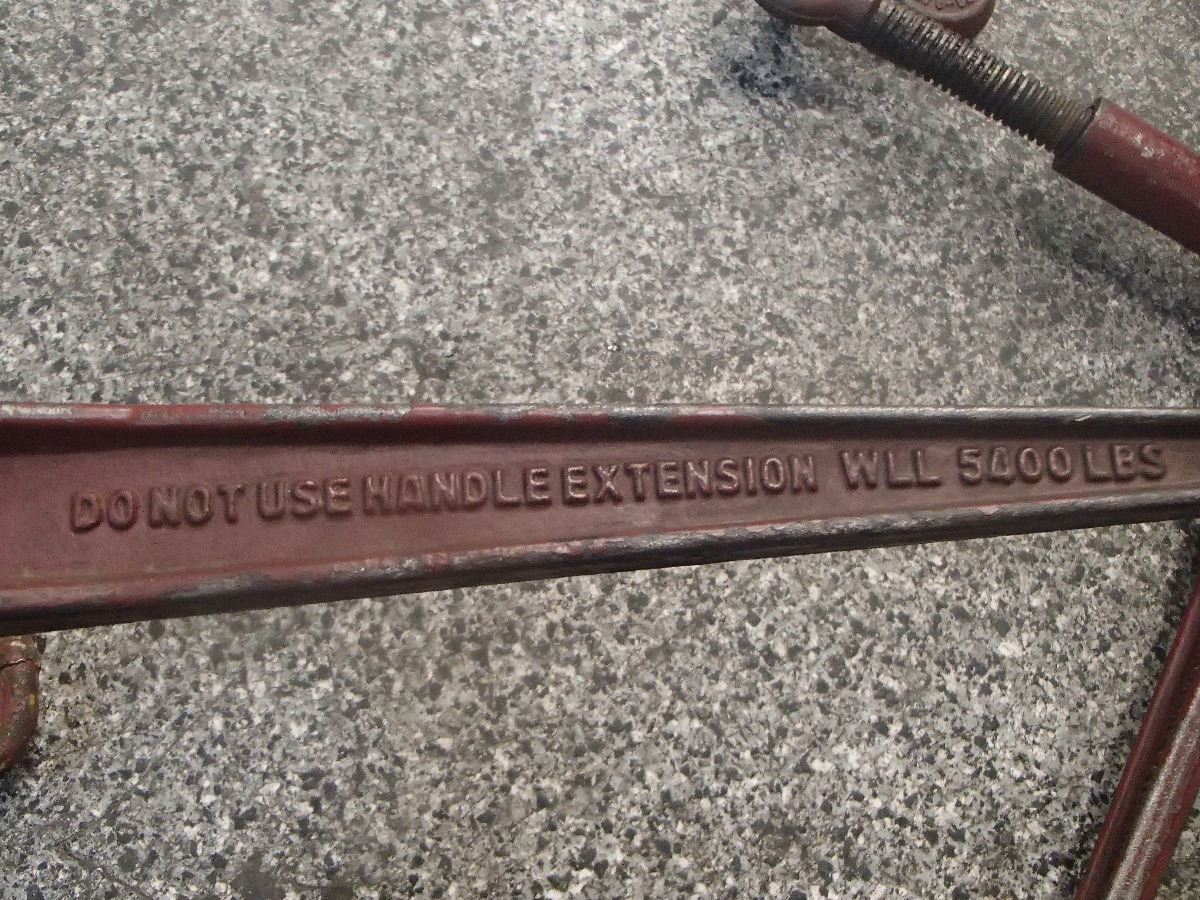 DO NOT USE HANDLE EXTENSION WLL 5400 LBS